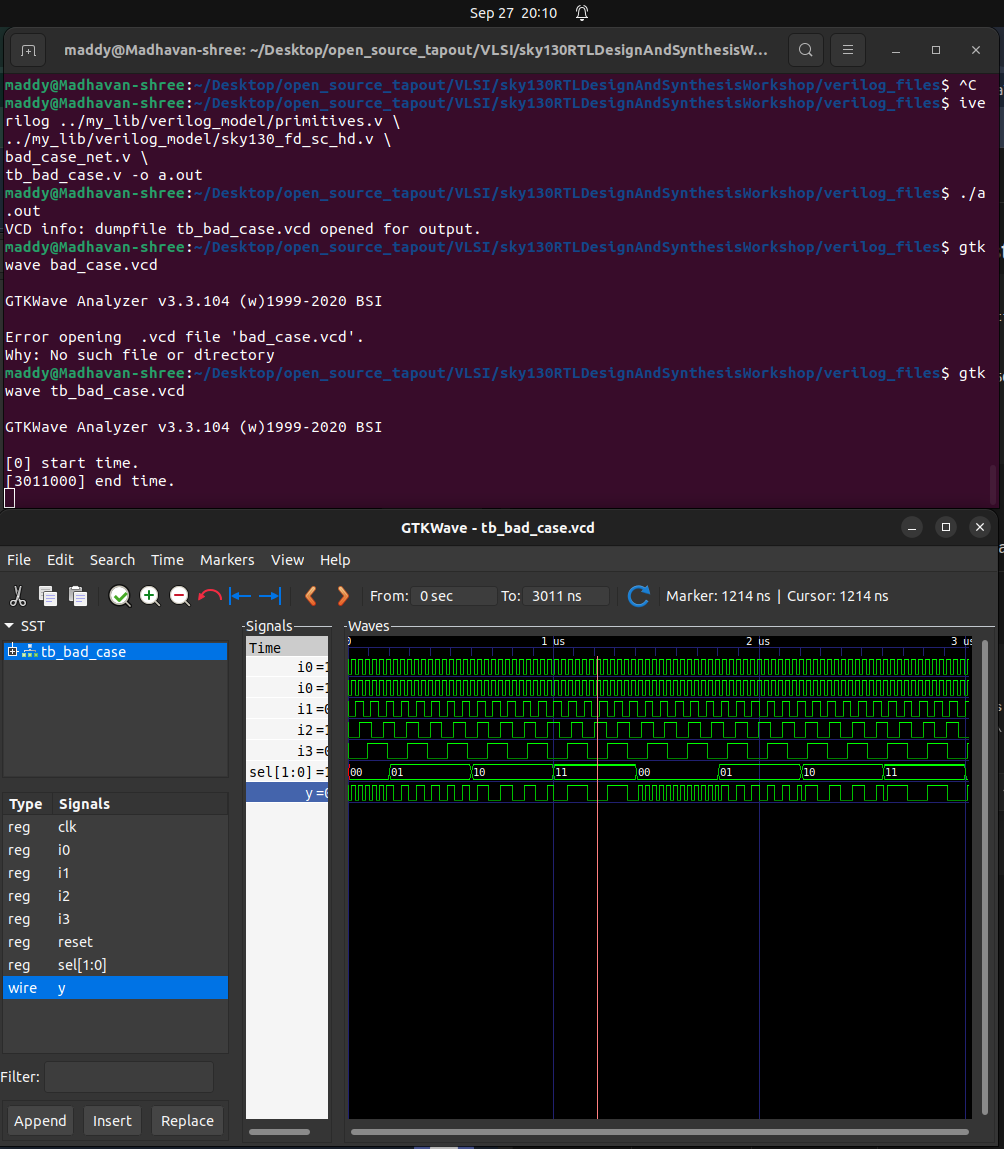 Sep 27 20:10
maddy@Madhavan-shree: ~/Desktop/open_source_tapout/VLSI/sky130RTLDesignAndSynthesisW...
maddy@Madhavan-shree:~/Desktop/open_source_tapout/VLSI/sky130RTLDesignAndSynthesisWorkshop/verilog_files$ ^C
maddy@Madhavan-shree:~/Desktop/open_source_tapout/VLSI/sky130RTLDesignAndSynthesisWorkshop/verilog_files$ ive
rilog ../my_lib/verilog_model/primitives.v \
../my_lib/verilog_model/sky130_fd_sc_hd.v \
bad_case_net.v \
tb_bad_case.v -o a.out
maddy@Madhavan-shree:~/Desktop/open_source_tapout/VLSI/sky130RTLDesignAndSynthesisWorkshop/verilog_files$ ./a
.out
VCD info: dumpfile tb_bad_case.vcd opened for output.
maddy@Madhavan-shree:~/Desktop/open_source_tapout/VLSI/sky130RTLDesignAndSynthesisWorkshop/verilog_files$ gtk
wave bad_case.vcd
GTKWave Analyzer v3.3.104 (w)1999-2020 BSI
Error opening  .vcd file 'bad_case.vcd'.
Why: No such file or directory
maddy@Madhavan-shree:~/Desktop/open_source_tapout/VLSI/sky130RTLDesignAndSynthesisWorkshop/verilog_files$ gtk
wave tb_bad_case.vcd
GTKWave Analyzer v3.3.104 (w)1999-2020 BSI
[0] start time.
[3011000] end time.
GTKWave - tb_bad_case.vcd
File Edit Search Time Markers View Help
From: 0 sec To: 3011 ns Marker: 1214 ns | Cursor: 1214 ns
SST
tb_bad_case
Type Signals
reg clk
reg i0
reg i1
reg i2
reg i3
reg reset
reg sel[1:0]
wire y
Filter:
Append Insert Replace
Signals
Time
i0 =1
i0 =1
i1 =0
i2 =1
i3 =0
sel[1:0] =1
y =0
Waves
0 1 us 2 us 3 us
00 01 10 11 00 01 10 11